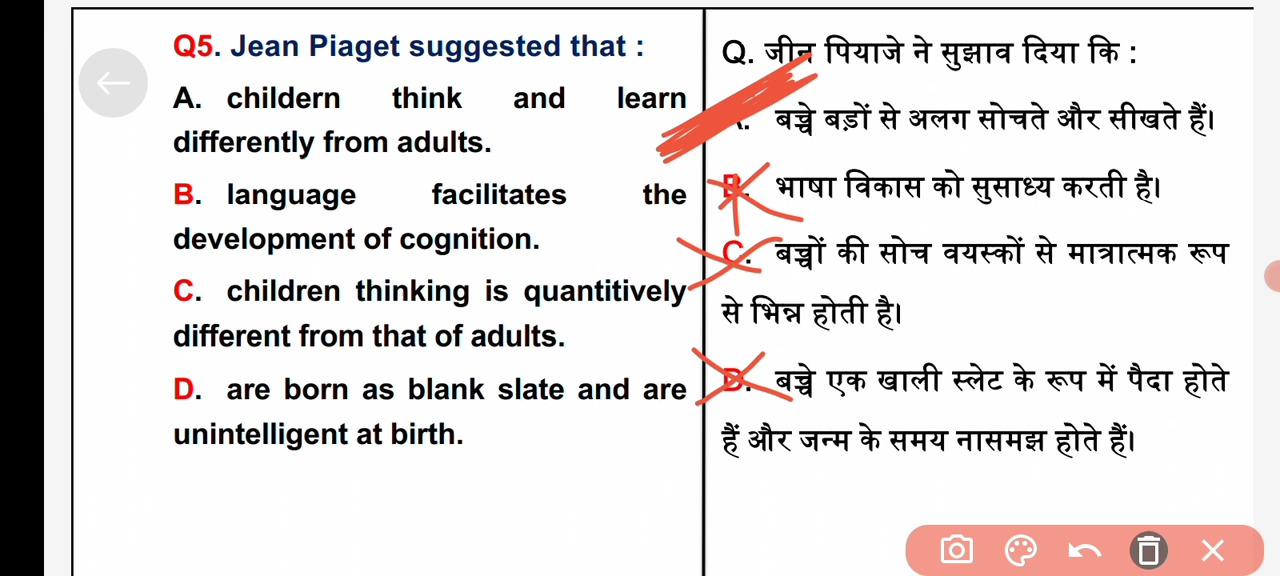 Q5. Jean Piaget suggested that :
A. childern think and learn
differently from adults.
B. language facilitates the
development of cognition.
C. children thinking is quantitively
different from that of adults.
D. are born as blank slate and are
unintelligent at birth.
Q. जीन पियाजे ने सुझाव दिया कि :
बच्चे बड़ों से अलग सोचते और सीखते हैं।
B. भाषा विकास को सुसाध्य करती है।
C. बच्चों की सोच वयस्कों से मात्रात्मक रूप
से भिन्न होती है।
D. बच्चे एक खाली स्लेट के रूप में पैदा होते
हैं और जन्म के समय नासमझ होते हैं।